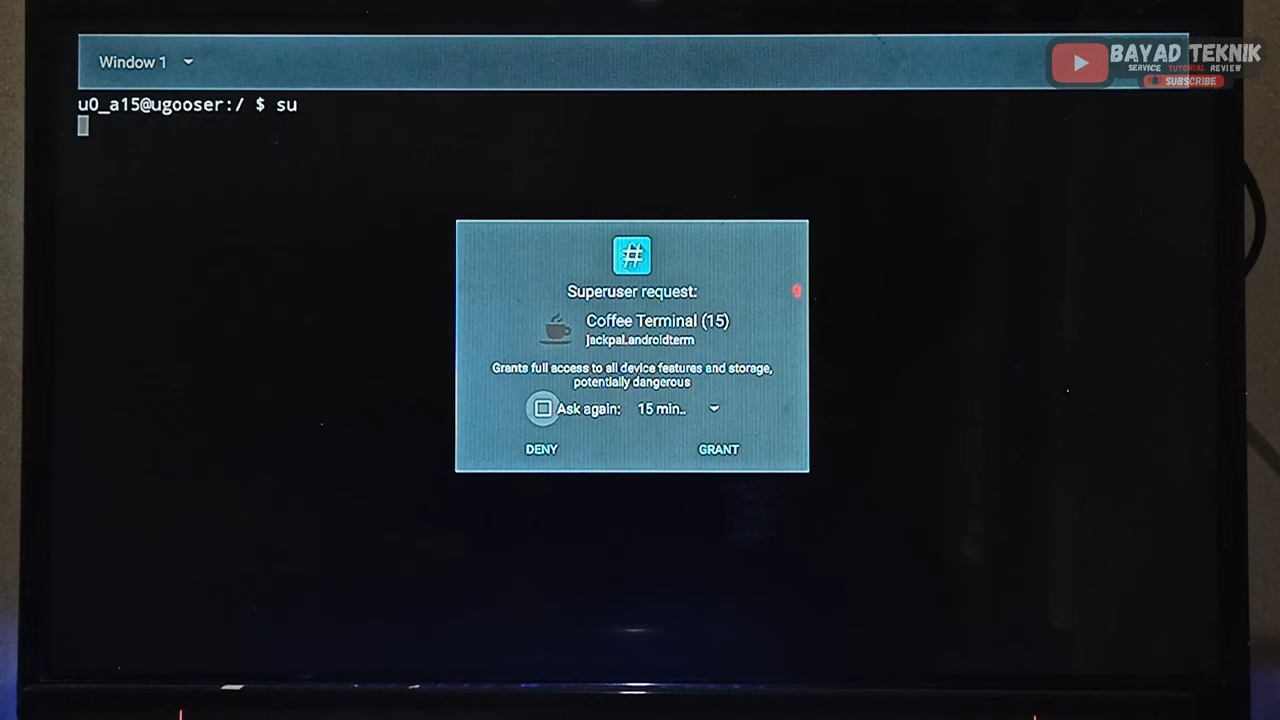 Window 1
BAYAD TEKNIK
SERVICE TUTORIAL REVIEW
SUBSCRIBE
u0_a15@ugooser:/ $ su
#
Superuser request:
9
Coffee Terminal (15)
jackpal.androidterm
Grants full access to all device features and storage,
potentially dangerous
Ask again: 15 min..
DENY GRANT